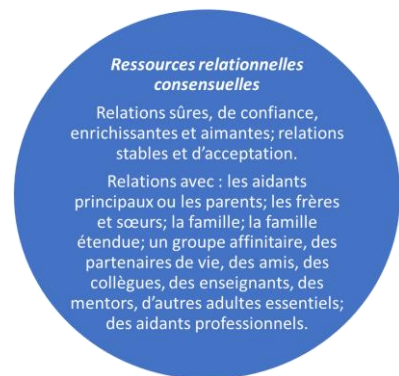 Ressources relationnelles
consensuelles
Relations sûres, de confiance,
enrichissantes et aimantes; relations
stables et d’acceptation.
Relations avec : les aidants
principaux ou les parents; les frères
et sœurs; la famille; la famille
étendue; un groupe affinitaire, des
partenaires de vie, des amis, des
collègues, des enseignants, des
mentors, d’autres adultes essentiels;
des aidants professionnels.